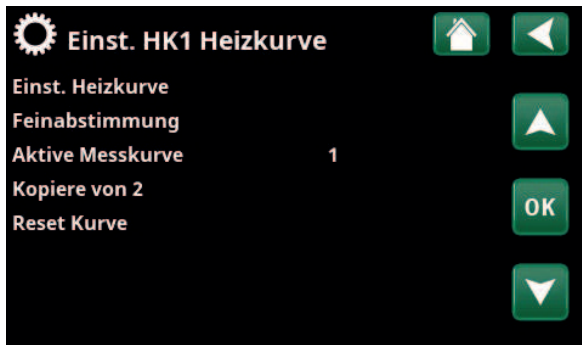 Einst. HK1 Heizkurve
Einst. Heizkurve
Feinabstimmung
Aktive Messkurve 1
Kopiere von 2
OK
Reset Kurve